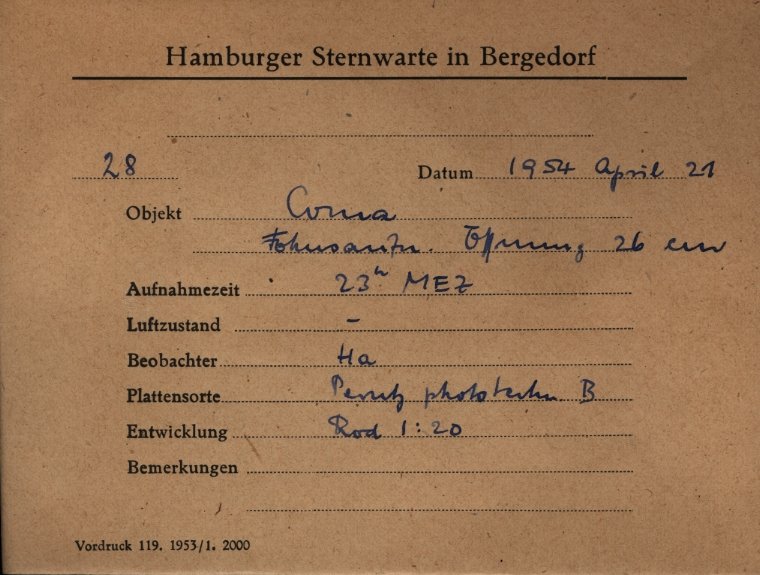 Hamburger Sternwarte in Bergedorf
28 Datum 1954 April 21
Objekt Coma
Fokusaufn. Öffnung 26 cm
Aufnahmezeit 23h MEZ
Luftzustand –
Beobachter Ha
Plattensorte Perutz phototechn. B
Entwicklung Rod 1:20
Bemerkungen
Vordruck 119. 1953/1. 2000